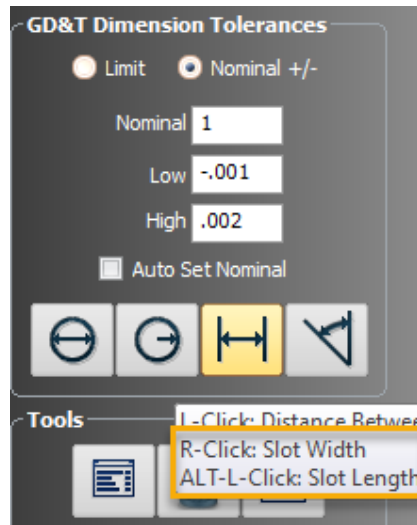 GD&T Dimension Tolerances
Limit Nominal +/-
Nominal 1
Low -.001
High .002
Auto Set Nominal
Tools
L-Click: Distance
R-Click: Slot Width
ALT-L-Click: Slot Length